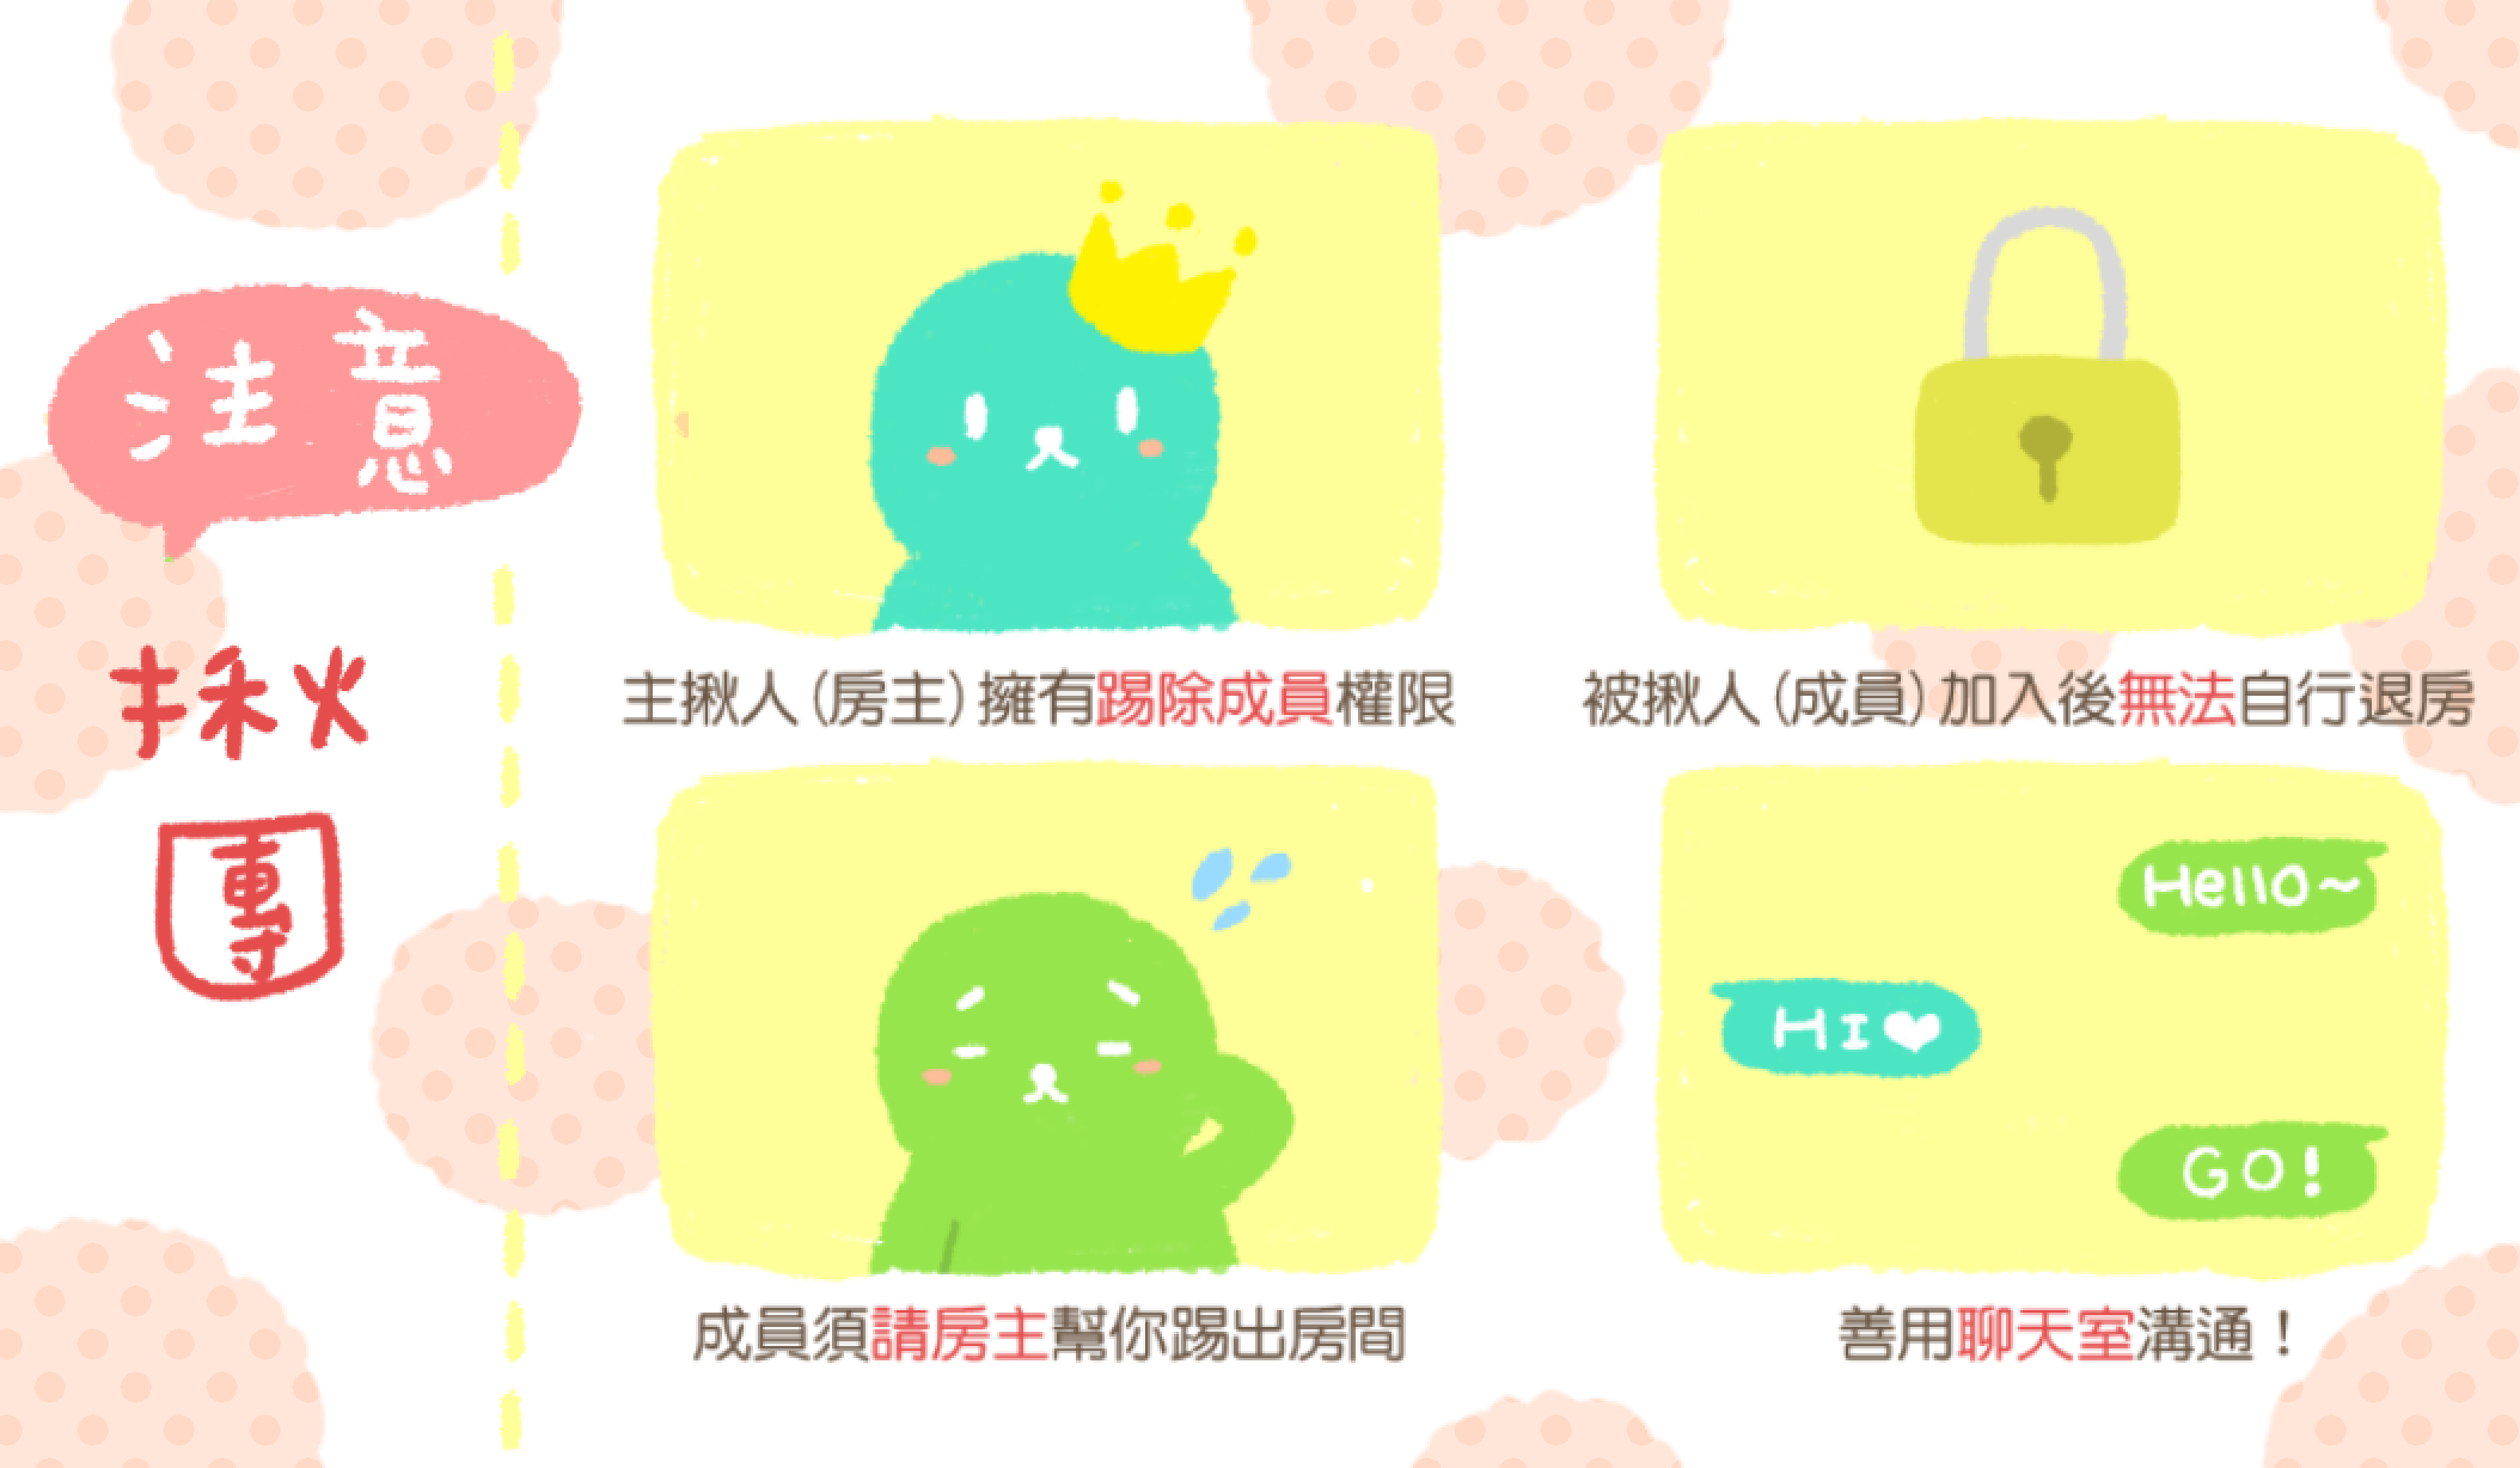 注意
揪
團
主揪人(房主)擁有踢除成員權限
被揪人(成員)加入後無法自行退房
Hello~
HI❤
GO!
成員須請房主幫你踢出房間
善用聊天室溝通！